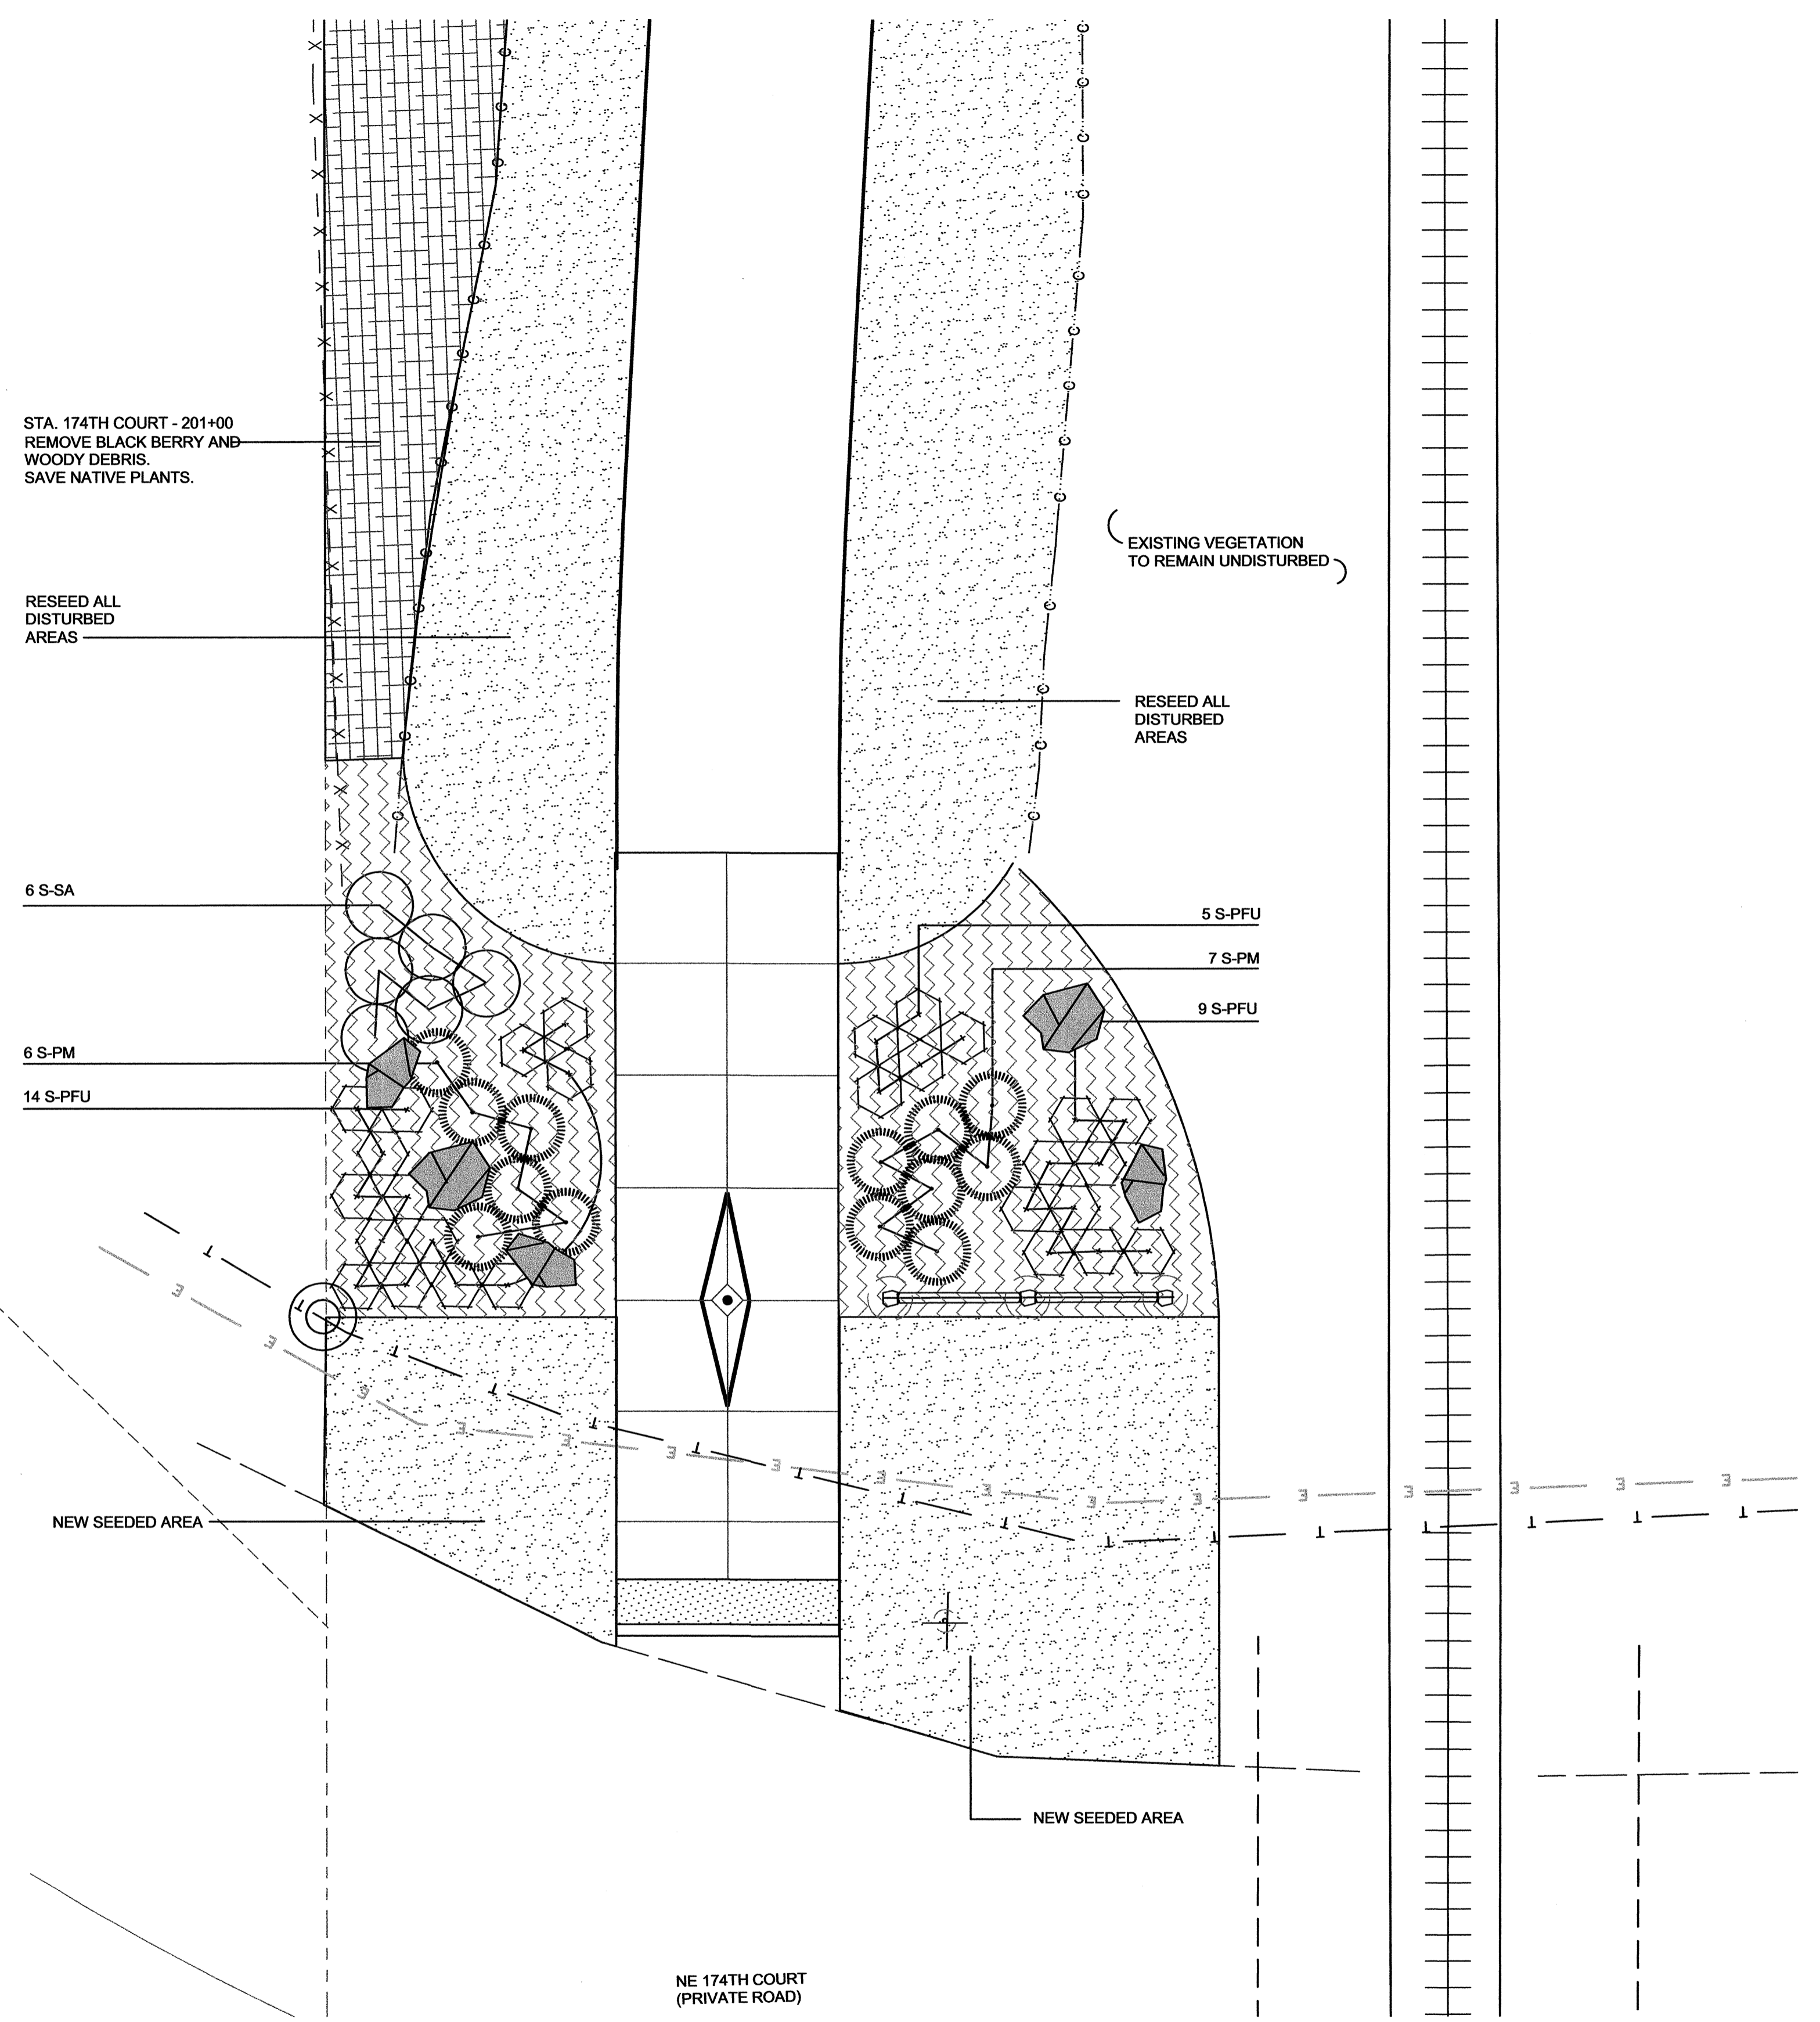 STA. 174TH COURT - 201+00
REMOVE BLACK BERRY AND
WOODY DEBRIS.
SAVE NATIVE PLANTS.
EXISTING VEGETATION
TO REMAIN UNDISTURBED
RESEED ALL
DISTURBED
AREAS
RESEED ALL
DISTURBED
AREAS
6 S-SA
5 S-PFU
7 S-PM
9 S-PFU
6 S-PM
14 S-PFU
NEW SEEDED AREA
NEW SEEDED AREA
NE 174TH COURT
(PRIVATE ROAD)